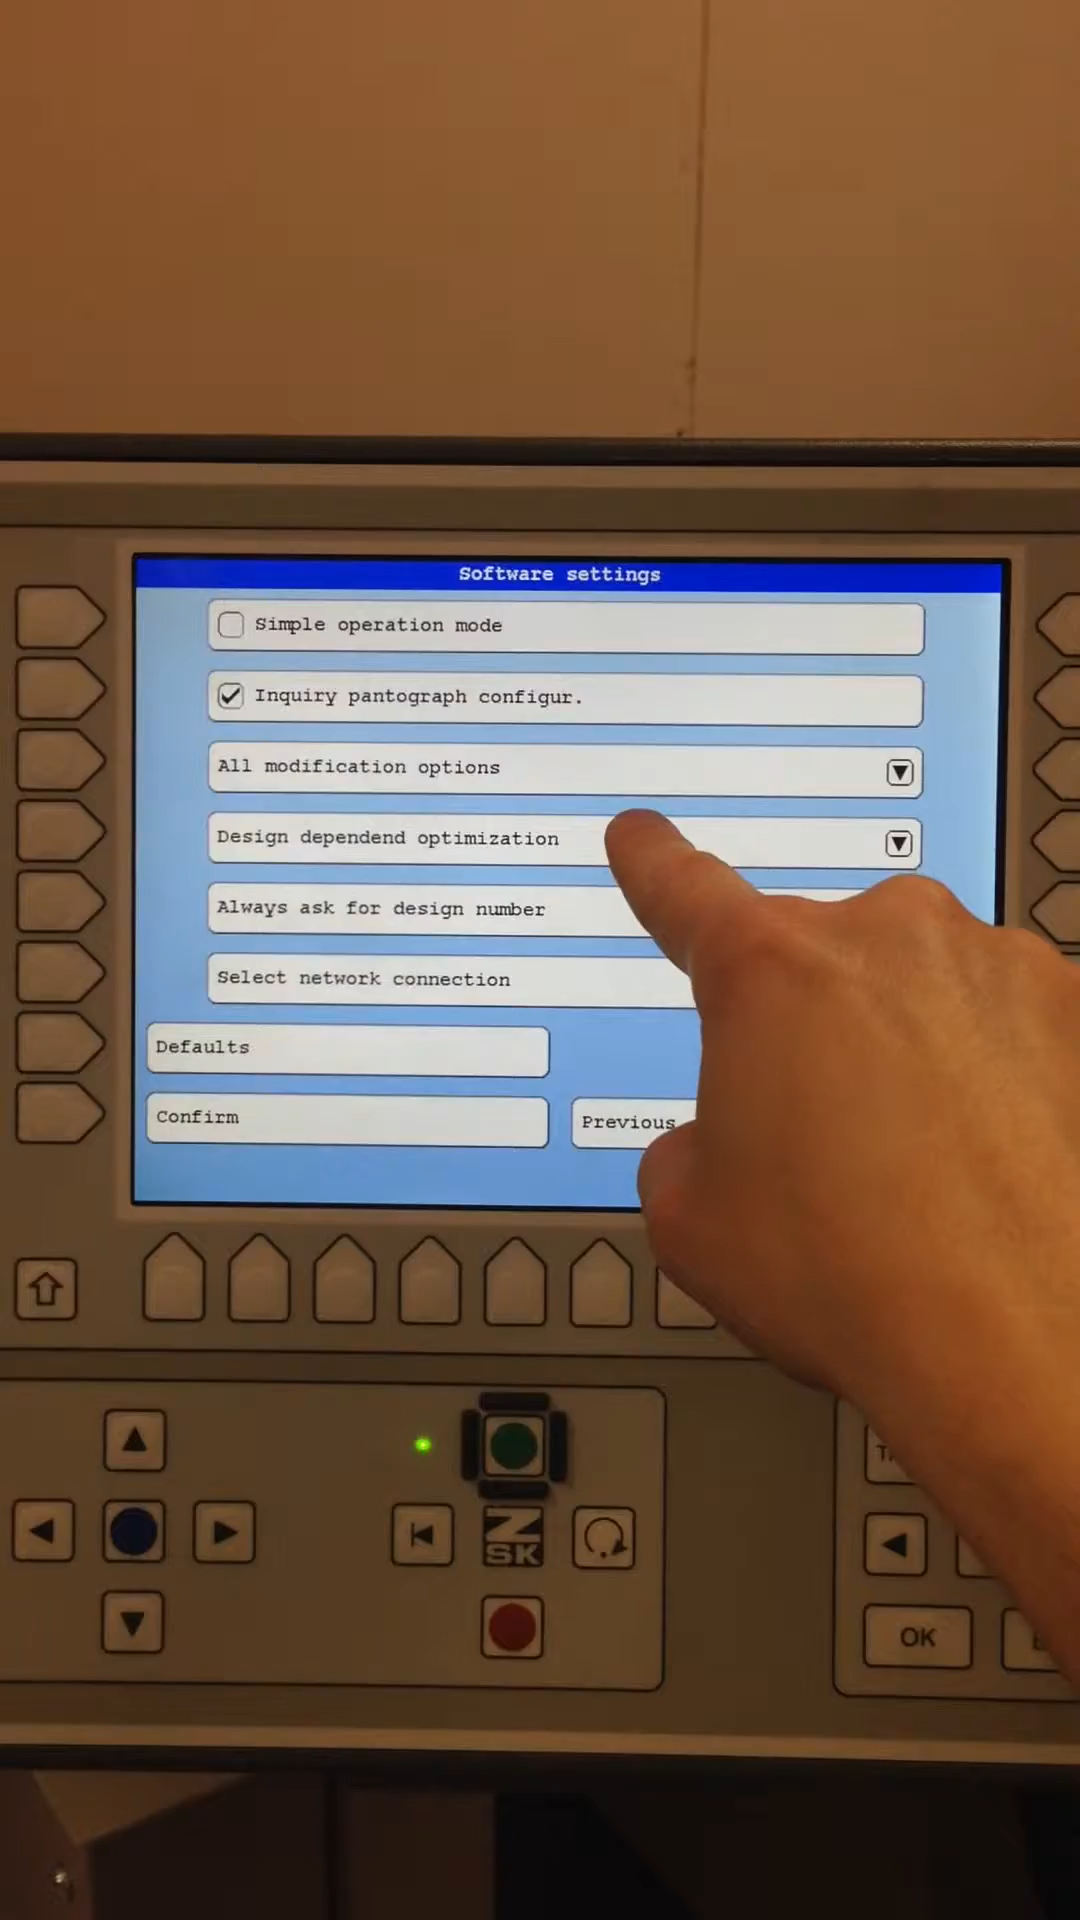 Software settings
Simple operation mode
Inquiry pantograph configur.
All modification options
Design dependend optimization
Always ask for design number
Select network connection
Defaults
Confirm
Previous
ZSK
OK